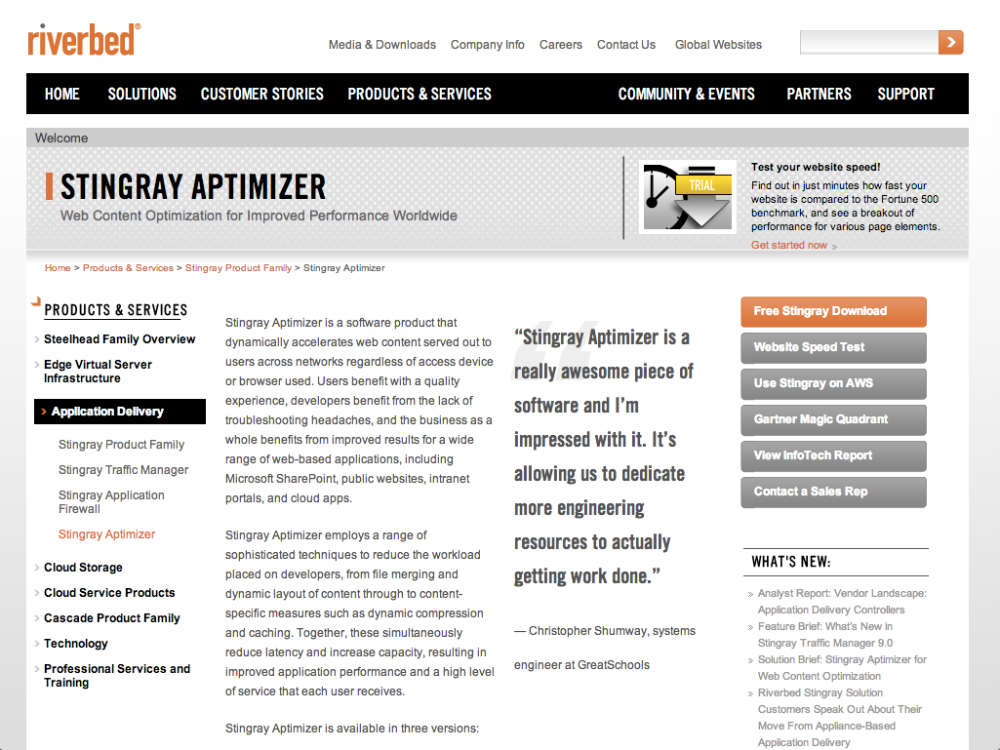 riverbed®
Media & Downloads Company Info Careers Contact Us Global Websites
HOME SOLUTIONS CUSTOMER STORIES PRODUCTS & SERVICES COMMUNITY & EVENTS PARTNERS SUPPORT
Welcome
STINGRAY APTIMIZER
Web Content Optimization for Improved Performance Worldwide
TRIAL
Test your website speed!
Find out in just minutes how fast your
website is compared to the Fortune 500
benchmark, and see a breakout of
performance for various page elements.
Get started now »
Home > Products & Services > Stingray Product Family > Stingray Aptimizer
PRODUCTS & SERVICES
› Steelhead Family Overview
› Edge Virtual Server
Infrastructure
› Application Delivery
Stingray Product Family
Stingray Traffic Manager
Stingray Application
Firewall
Stingray Aptimizer
› Cloud Storage
› Cloud Service Products
› Cascade Product Family
› Technology
› Professional Services and
Training
Stingray Aptimizer is a software product that
dynamically accelerates web content served out to
users across networks regardless of access device
or browser used. Users benefit with a quality
experience, developers benefit from the lack of
troubleshooting headaches, and the business as a
whole benefits from improved results for a wide
range of web-based applications, including
Microsoft SharePoint, public websites, intranet
portals, and cloud apps.
Stingray Aptimizer employs a range of
sophisticated techniques to reduce the workload
placed on developers, from file merging and
dynamic layout of content through to content-
specific measures such as dynamic compression
and caching. Together, these simultaneously
reduce latency and increase capacity, resulting in
improved application performance and a high level
of service that each user receives.
Stingray Aptimizer is available in three versions:
“Stingray Aptimizer is a
really awesome piece of
software and I’m
impressed with it. It’s
allowing us to dedicate
more engineering
resources to actually
getting work done.”
— Christopher Shumway, systems
engineer at GreatSchools
Free Stingray Download
Website Speed Test
Use Stingray on AWS
Gartner Magic Quadrant
View InfoTech Report
Contact a Sales Rep
WHAT'S NEW:
» Analyst Report: Vendor Landscape:
Application Delivery Controllers
» Feature Brief: What's New in
Stingray Traffic Manager 9.0
» Solution Brief: Stingray Aptimizer for
Web Content Optimization
» Riverbed Stingray Solution
Customers Speak Out About Their
Move From Appliance-Based
Application Delivery